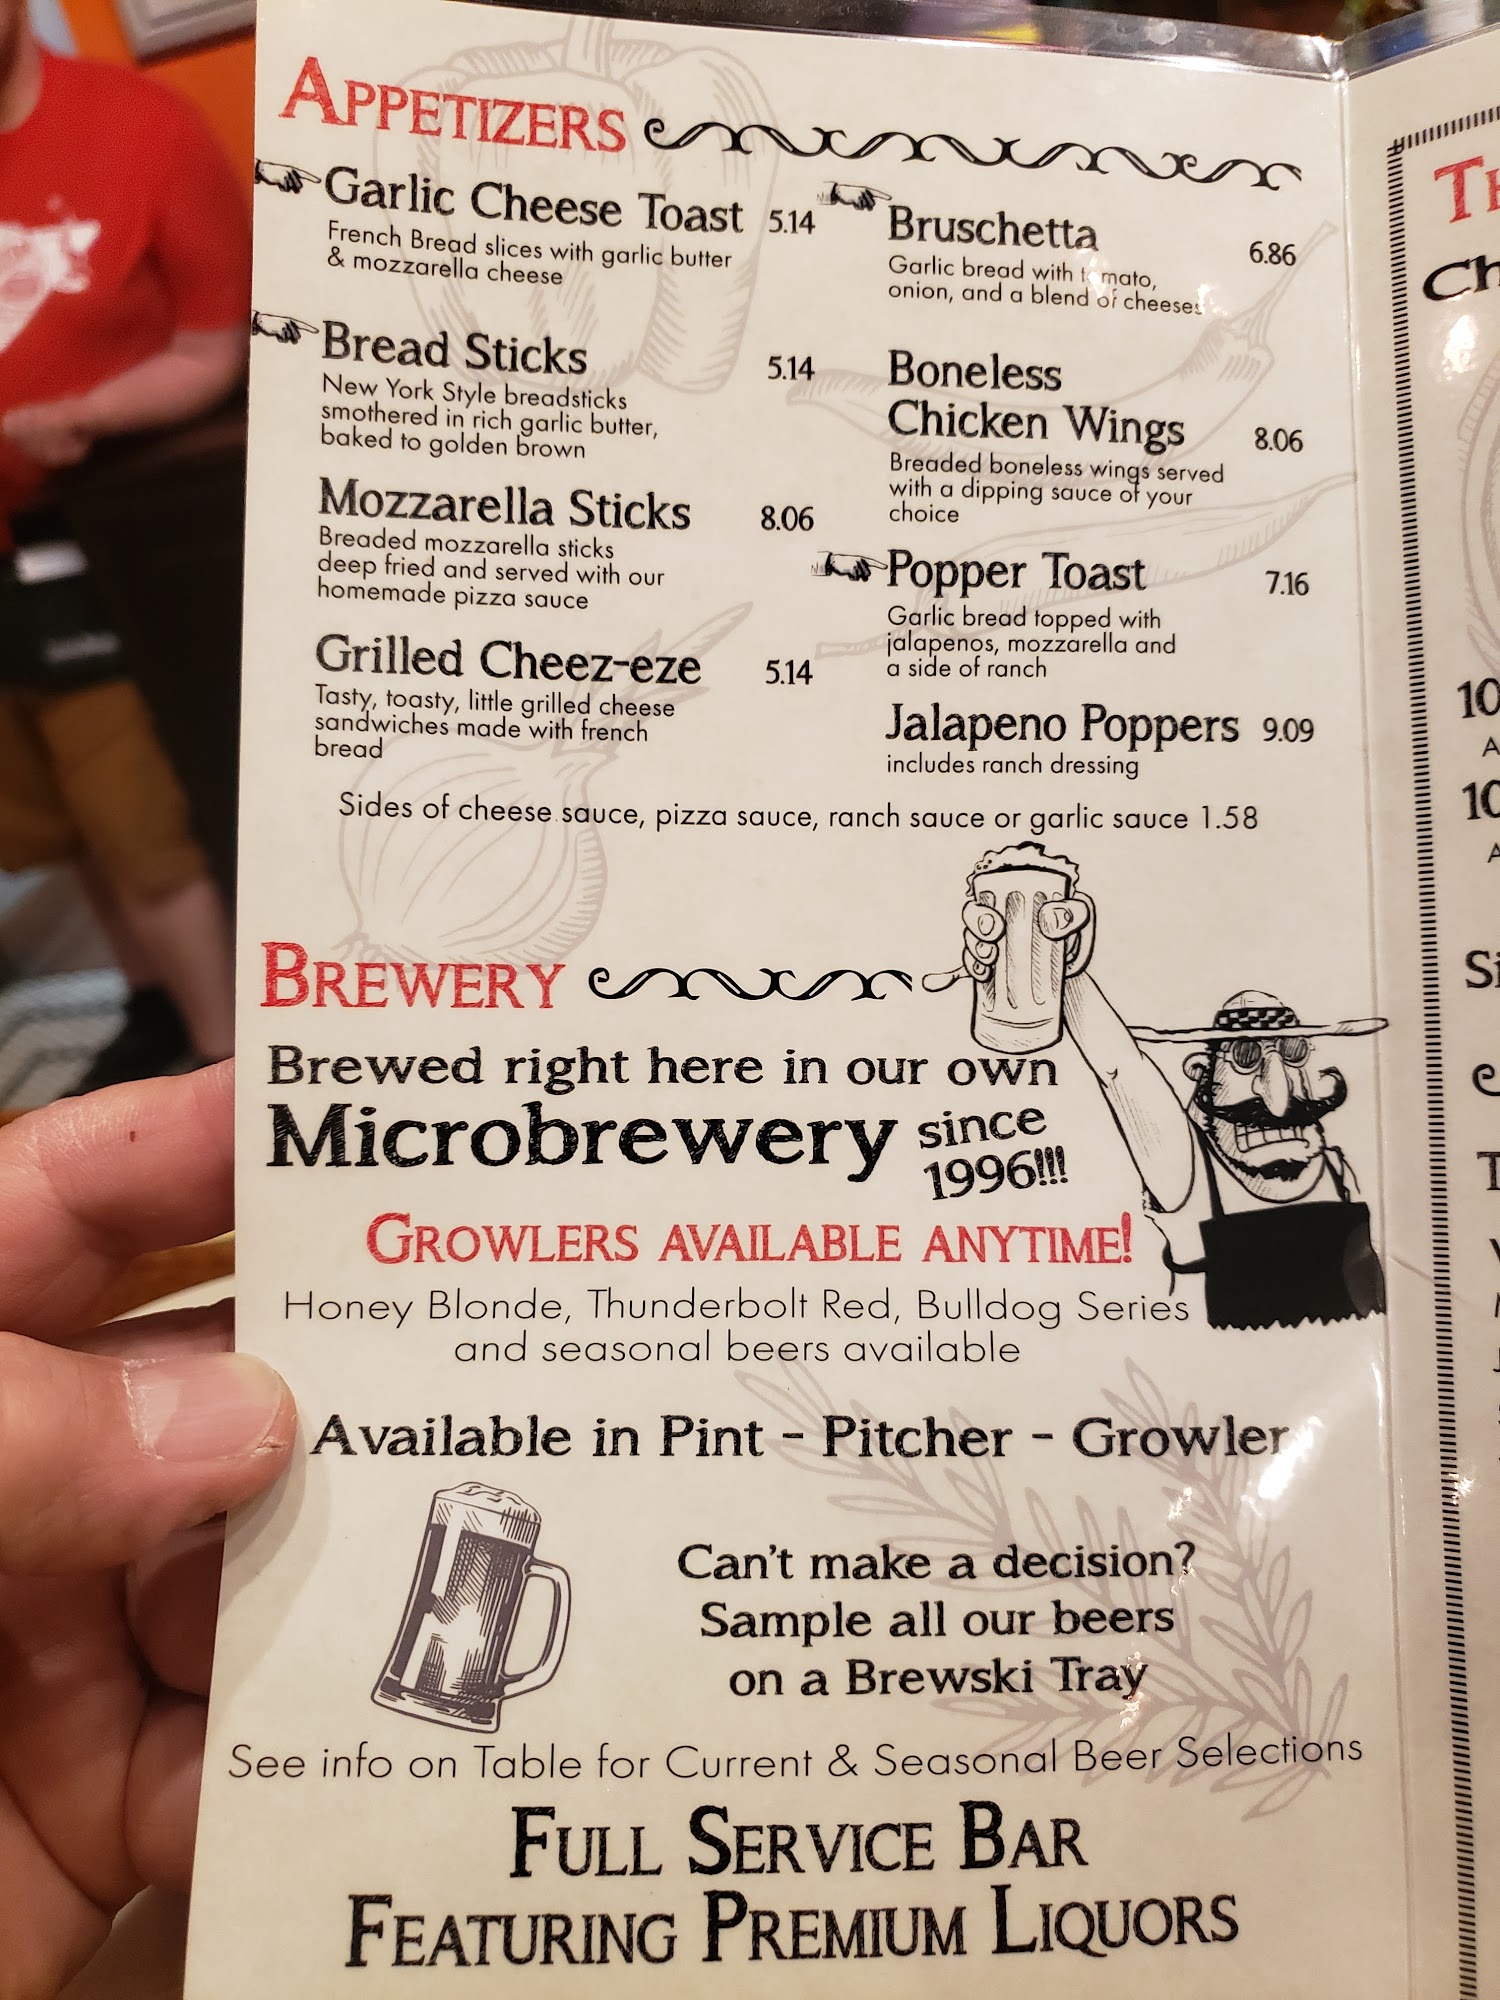 APPETIZERS
Garlic Cheese Toast 5.14
French Bread slices with garlic butter
& mozzarella cheese
Bread Sticks 5.14
New York Style breadsticks
smothered in rich garlic butter,
baked to golden brown
Mozzarella Sticks 8.06
Breaded mozzarella sticks
deep fried and served with our
homemade pizza sauce
Grilled Cheez-eze 5.14
Tasty, toasty, little grilled cheese
sandwiches made with french
bread
Bruschetta 6.86
Garlic bread with tomato,
onion, and a blend of cheeses
Boneless
Chicken Wings 8.06
Breaded boneless wings served
with a dipping sauce of your
choice
Popper Toast 7.16
Garlic bread topped with
jalapenos, mozzarella and
a side of ranch
Jalapeno Poppers 9.09
includes ranch dressing
Sides of cheese sauce, pizza sauce, ranch sauce or garlic sauce 1.58
BREWERY
Brewed right here in our own
Microbrewery since
1996!!!
GROWLERS AVAILABLE ANYTIME!
Honey Blonde, Thunderbolt Red, Bulldog Series
and seasonal beers available
Available in Pint - Pitcher - Growler
Can't make a decision?
Sample all our beers
on a Brewski Tray
See info on Table for Current & Seasonal Beer Selections
FULL SERVICE BAR
FEATURING PREMIUM LIQUORS